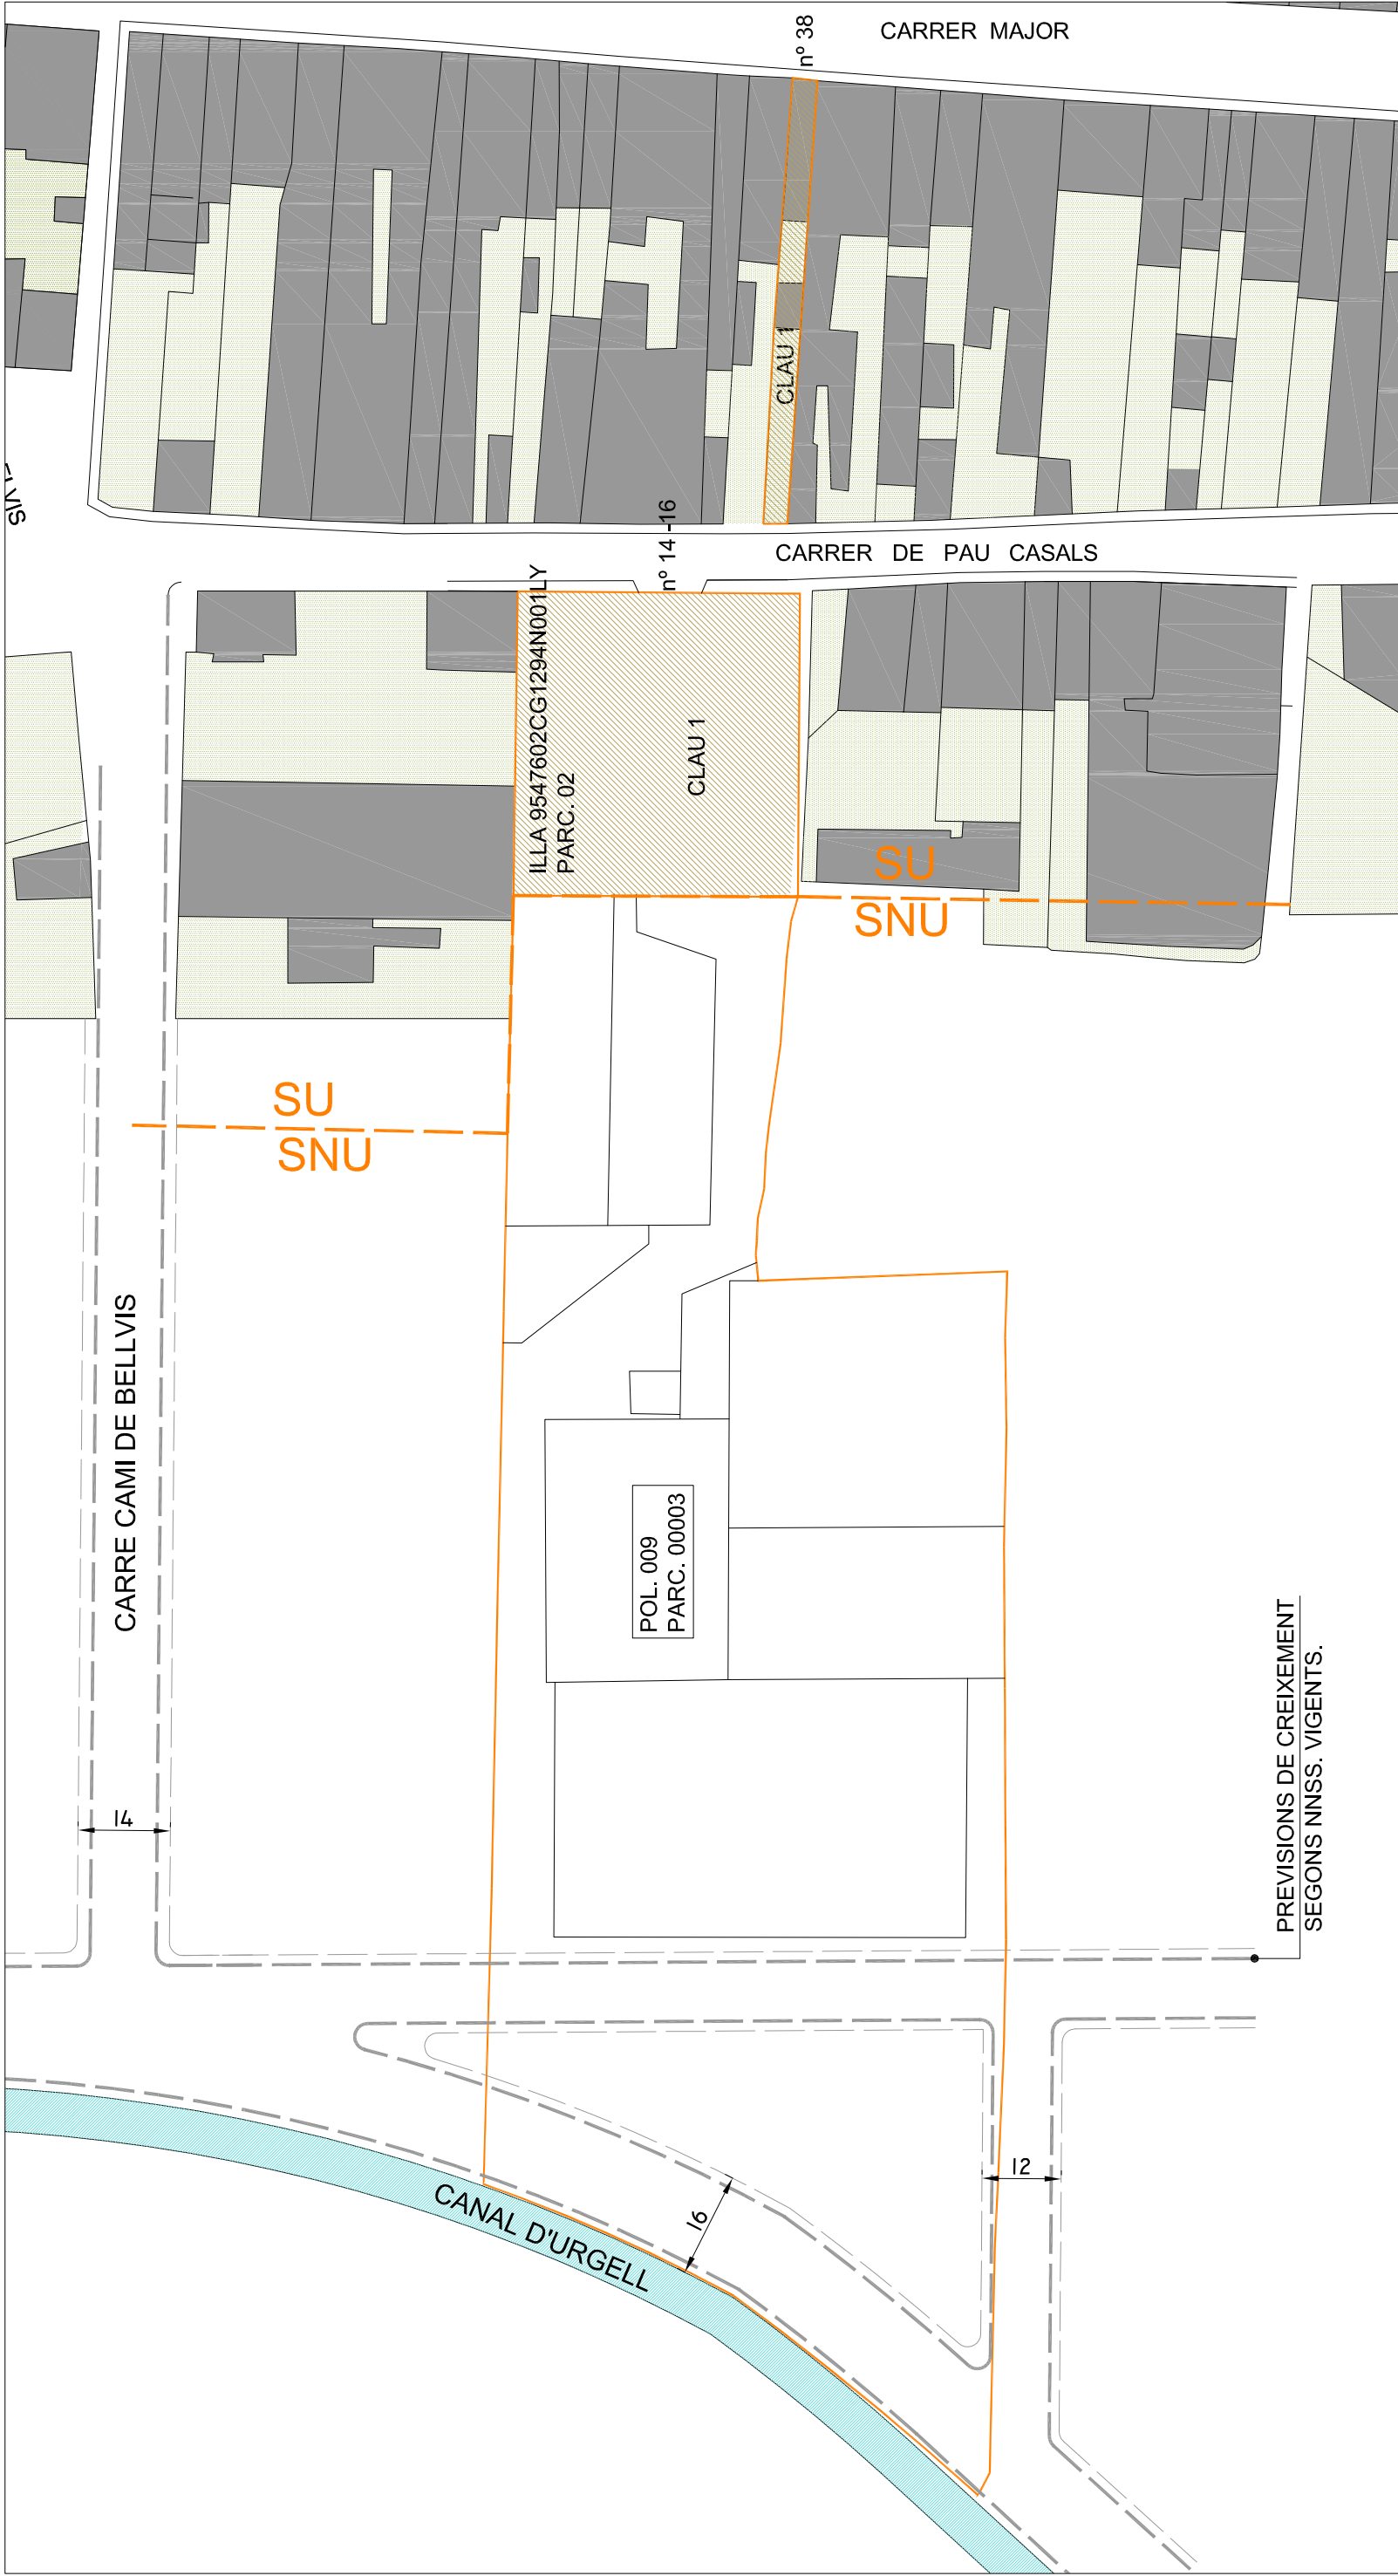 CARRER MAJOR
nº 38
CLAU 1
CARRER DE PAU CASALS
nº 14 -16
ILLA 9547602CG1294N001LY
PARC. 02
CLAU 1
SU
SNU
SU
SNU
CARRE CAMI DE BELLVIS
POL. 009
PARC. 00003
PREVISIONS DE CREIXEMENT
SEGONS NNSS. VIGENTS.
14
12
16
CANAL D'URGELL